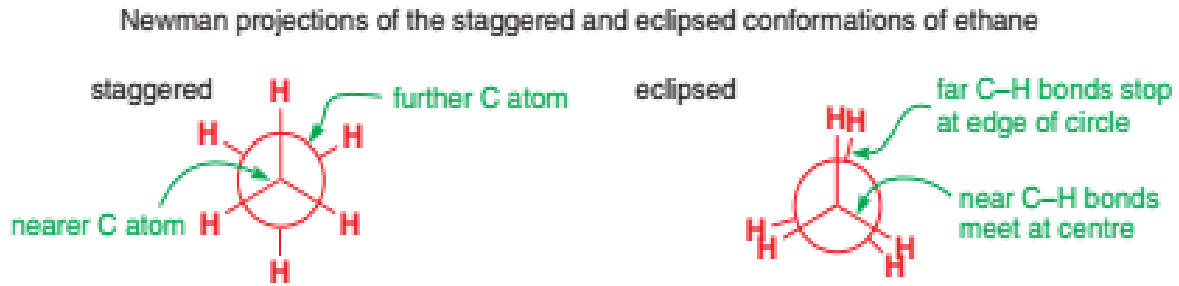 Newman projections of the staggered and eclipsed conformations of ethane
staggered
H
further C atom
H
H
nearer C atom
H
H
H
eclipsed
far C–H bonds stop
at edge of circle
HH
near C–H bonds
meet at centre
H
H
H
H